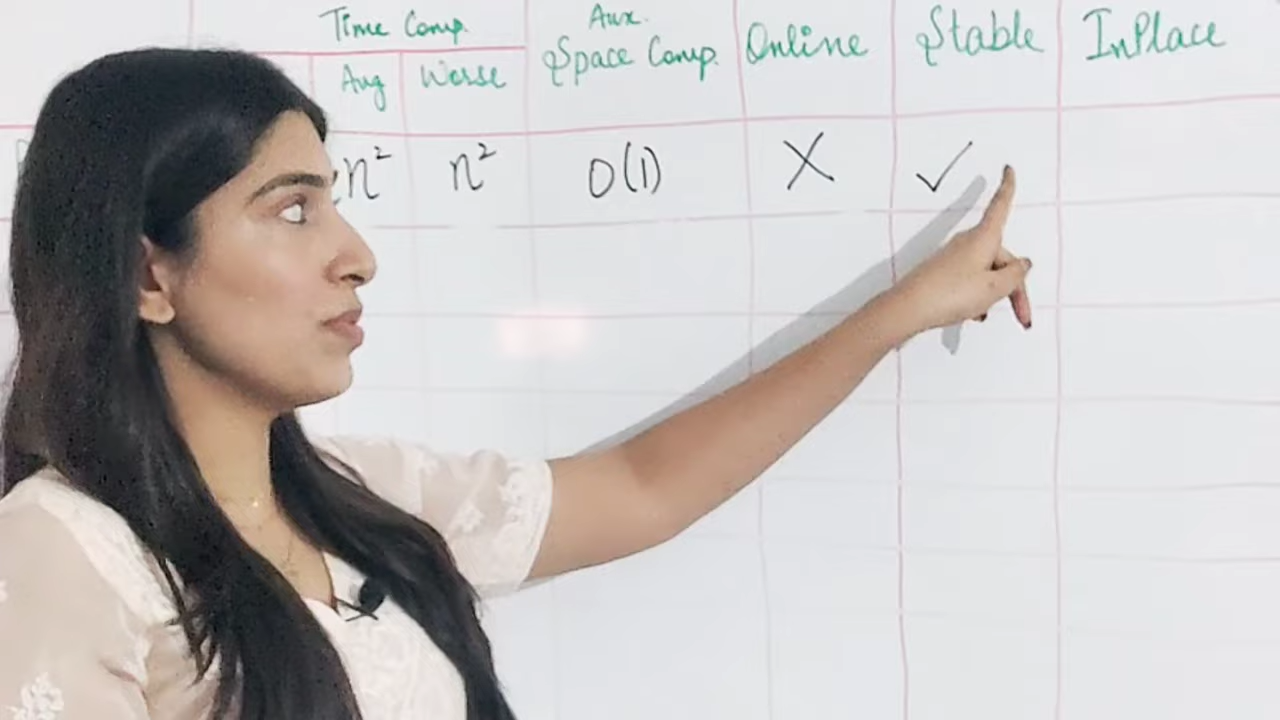 Time Comp.
Aux.
Space Comp.
Online
Stable
InPlace
Avg
Worse
n²
n²
O(1)
X
✓